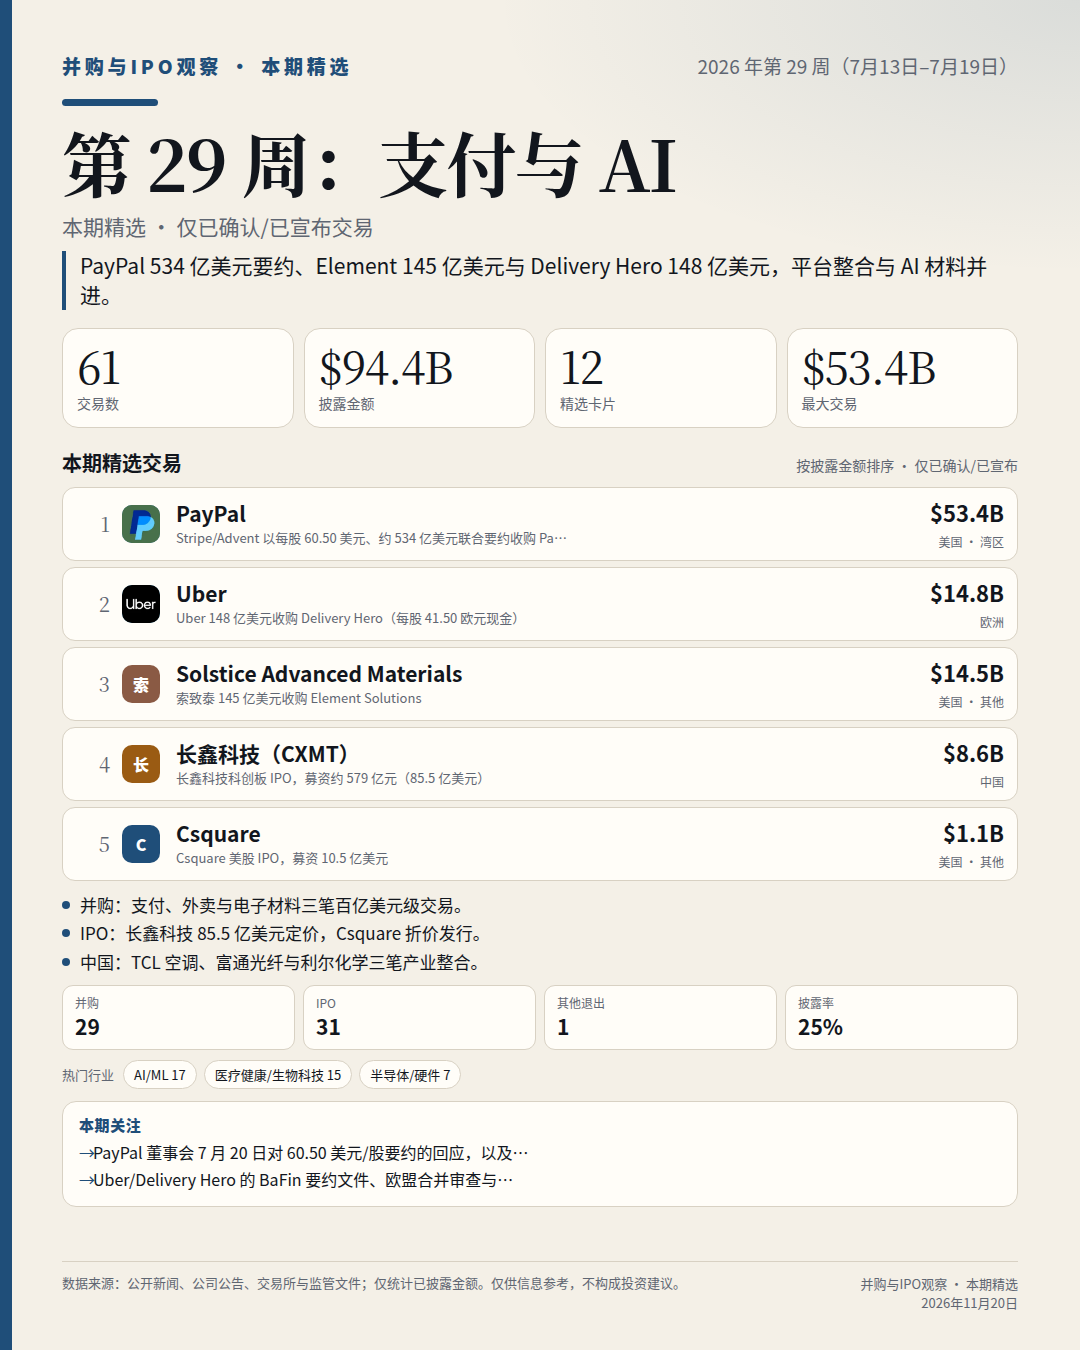 并购与IPO观察 · 本期精选
2026 年第 29 周（7月13日–7月19日）
第 29 周：支付与 AI
本期精选 · 仅已确认/已宣布交易
PayPal 534 亿美元要约、Element 145 亿美元与 Delivery Hero 148 亿美元，平台整合与 AI 材料并
进。
61
交易数
$94.4B
披露金额
12
精选卡片
$53.4B
最大交易
本期精选交易
按披露金额排序 · 仅已确认/已宣布
1
PayPal
Stripe/Advent 以每股 60.50 美元、约 534 亿美元联合要约收购 Pa…
$53.4B
美国 · 湾区
2
Uber
Uber
Uber 148 亿美元收购 Delivery Hero（每股 41.50 欧元现金）
$14.8B
欧洲
3
索
Solstice Advanced Materials
索致泰 145 亿美元收购 Element Solutions
$14.5B
美国 · 其他
4
长
长鑫科技（CXMT）
长鑫科技科创板 IPO，募资约 579 亿元（85.5 亿美元）
$8.6B
中国
5
C
Csquare
Csquare 美股 IPO，募资 10.5 亿美元
$1.1B
美国 · 其他
并购：支付、外卖与电子材料三笔百亿美元级交易。
IPO：长鑫科技 85.5 亿美元定价，Csquare 折价发行。
中国：TCL 空调、富通光纤与利尔化学三笔产业整合。
并购
29
IPO
31
其他退出
1
披露率
25%
热门行业
AI/ML 17
医疗健康/生物科技 15
半导体/硬件 7
本期关注
→PayPal 董事会 7 月 20 日对 60.50 美元/股要约的回应，以及…
→Uber/Delivery Hero 的 BaFin 要约文件、欧盟合并审查与…
数据来源：公开新闻、公司公告、交易所与监管文件；仅统计已披露金额。仅供信息参考，不构成投资建议。
并购与IPO观察 · 本期精选
2026年11月20日